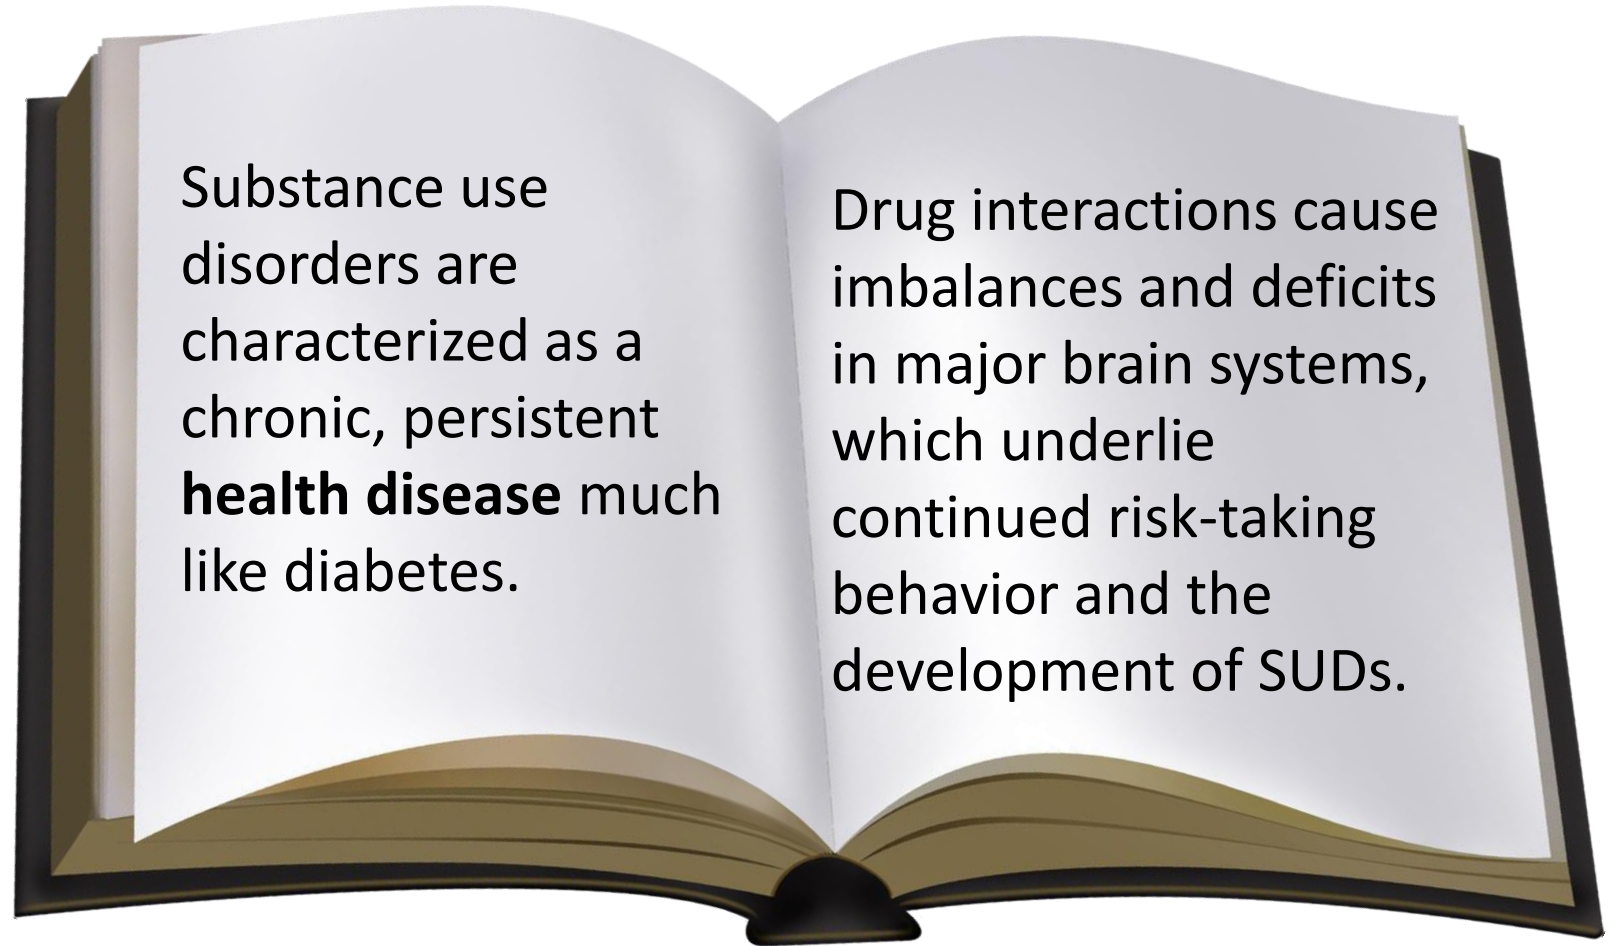 Substance use
disorders are
characterized as a
chronic, persistent
health disease much
like diabetes.
Drug interactions cause
imbalances and deficits
in major brain systems,
which underlie
continued risk-taking
behavior and the
development of SUDs.